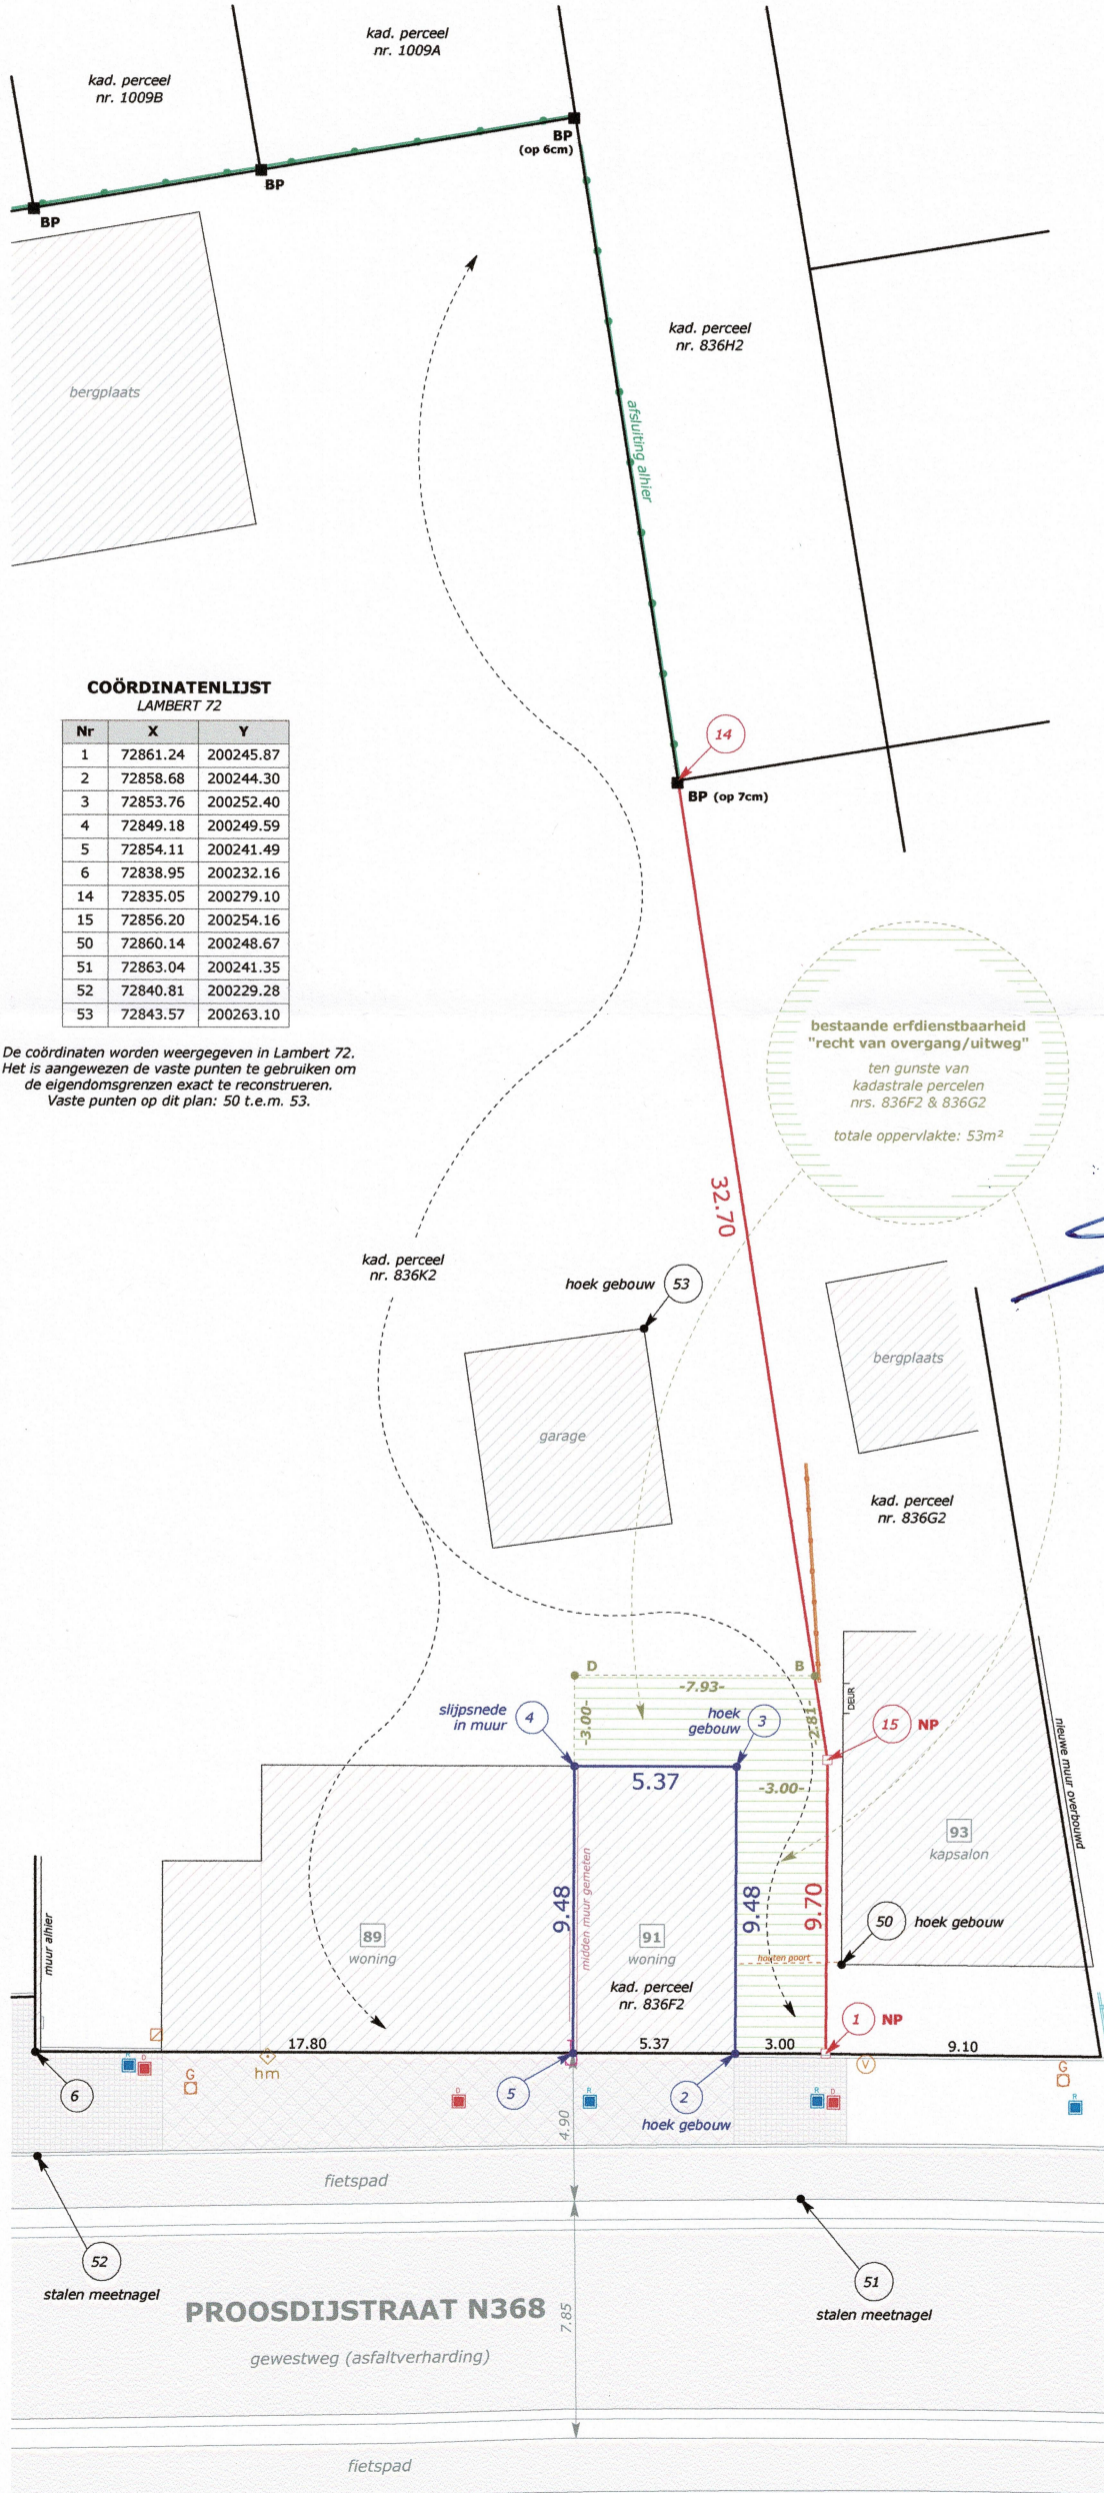 kad. perceel
nr. 1009A
kad. perceel
nr. 1009B
BP
(op 6cm)
BP
BP
kad. perceel
nr. 836H2
bergplaats
afsluiting alhier
COÖRDINATENLIJST
LAMBERT 72
Nr X Y
1 72861.24 200245.87
2 72858.68 200244.30
3 72853.76 200252.40
4 72849.18 200249.59
5 72854.11 200241.49
6 72838.95 200232.16
14 72835.05 200279.10
15 72856.20 200254.16
50 72860.14 200248.67
51 72863.04 200241.35
52 72840.81 200229.28
53 72843.57 200263.10
De coördinaten worden weergegeven in Lambert 72.
Het is aangewezen de vaste punten te gebruiken om
de eigendomsgrenzen exact te reconstrueren.
Vaste punten op dit plan: 50 t.e.m. 53.
14
BP (op 7cm)
bestaande erfdienstbaarheid
"recht van overgang/uitweg"
ten gunste van
kadastrale percelen
nrs. 836F2 & 836G2
totale oppervlakte: 53m²
32.70
kad. perceel
nr. 836K2
hoek gebouw 53
bergplaats
garage
kad. perceel
nr. 836G2
D
B
-7.93-
-3.00-
-2.81-
DEUR
slijpsnede
in muur
4
hoek
gebouw
3
15 NP
5.37
-3.00-
nieuwe muur overbouwd
93
kapsalon
midden muur gemeten
9.48
9.48
9.70
muur alhier
89
woning
91
woning
50 hoek gebouw
houten poort
kad. perceel
nr. 836F2
1 NP
17.80
5.37
3.00
9.10
R
D
G
hm
V
G
6
5
D
R
2
R
D
R
hoek gebouw
4.90
fietspad
52
stalen meetnagel
51
stalen meetnagel
PROOSDIJSTRAAT N368
7.85
gewestweg (asfaltverharding)
fietspad